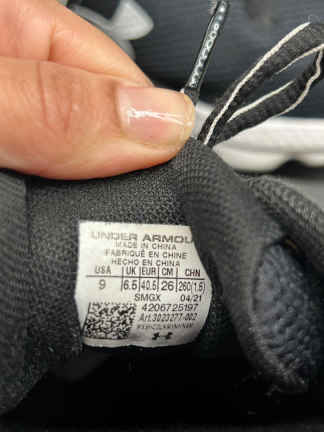 UNDER ARMOUR
MADE IN CHINA
FABRIQUÉ EN CHINE
HECHO EN CHINA
USA UK EUR CM CHN
9 6.5 40.5 26 260(1.5)
SMGX 04/21
4206725197
Art.3023277-002